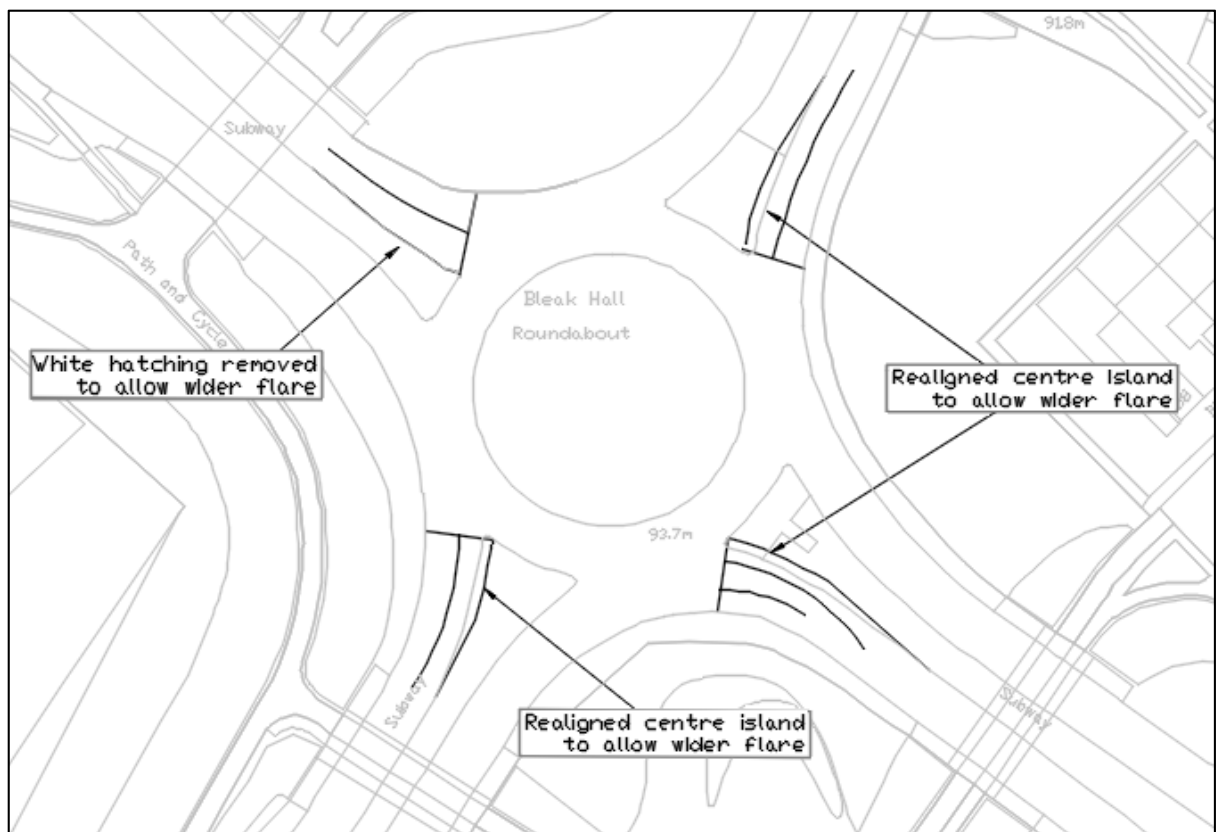 91.8m
Subway
Path and Cycle
Bleak Hall
Roundabout
White hatching removed
to allow wider flare
Realigned centre island
to allow wider flare
93.7m
Subway
Subway
Realigned centre island
to allow wider flare